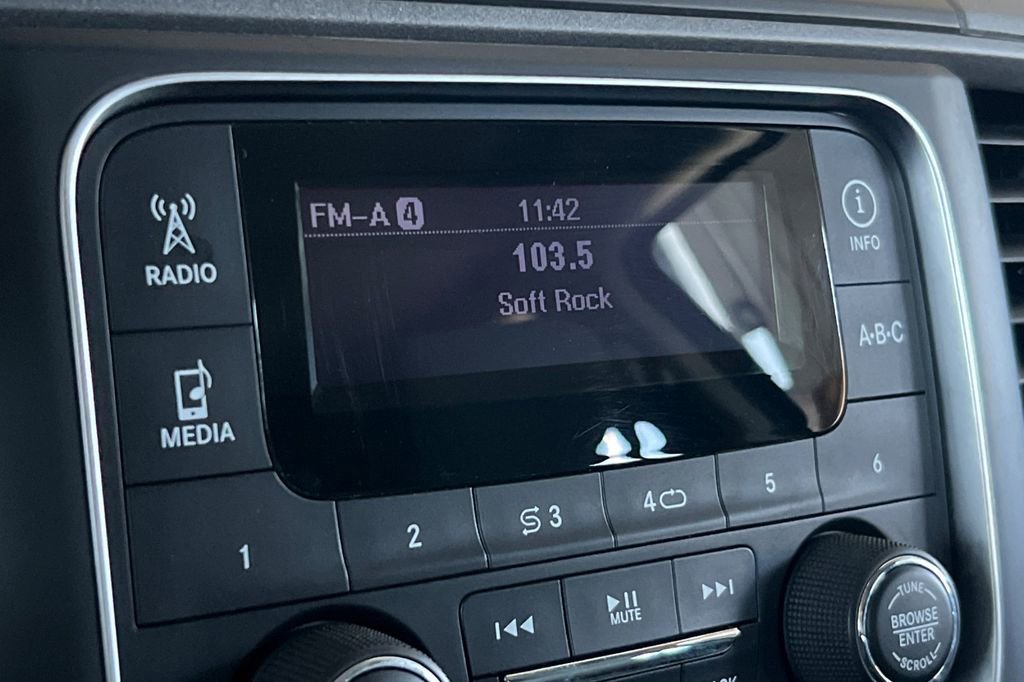 FM-A 4 11:42
103.5
Soft Rock
RADIO
MEDIA
i
INFO
A·B·C
1 2 3 4 5 6
MUTE
TUNE
BROWSE
ENTER
SCROLL